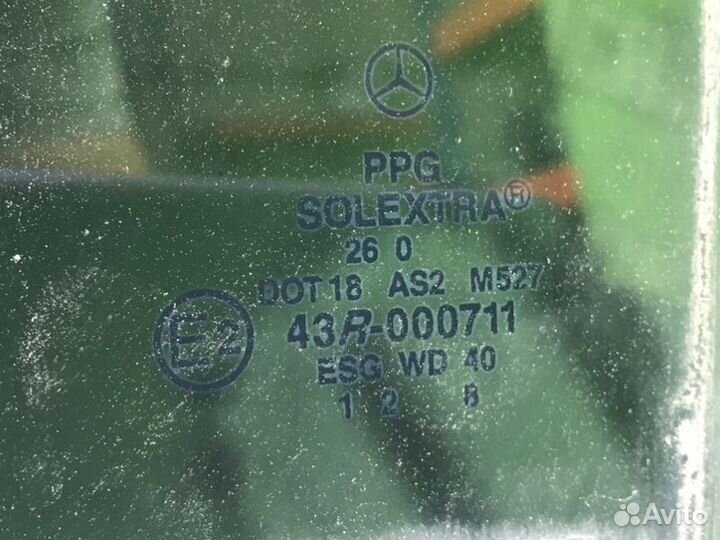 PPG
SOLEXTRA®
26 0
DOT 18 AS2 M527
E2 43R-000711
ESG WD 40
1 2 8
Avito